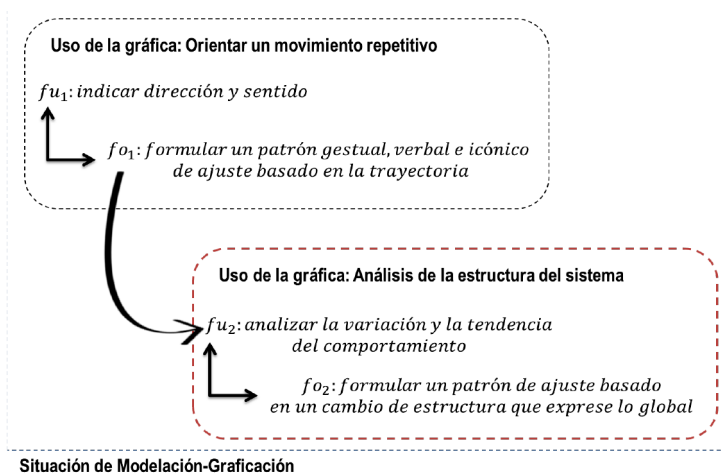 Uso de la gráfica: Orientar un movimiento repetitivo
fu₁: indicar dirección y sentido
fo₁: formular un patrón gestual, verbal e icónico
de ajuste basado en la trayectoria
Uso de la gráfica: Análisis de la estructura del sistema
fu₂: analizar la variación y la tendencia
del comportamiento
fo₂: formular un patrón de ajuste basado
en un cambio de estructura que exprese lo global
Situación de Modelación-Graficación